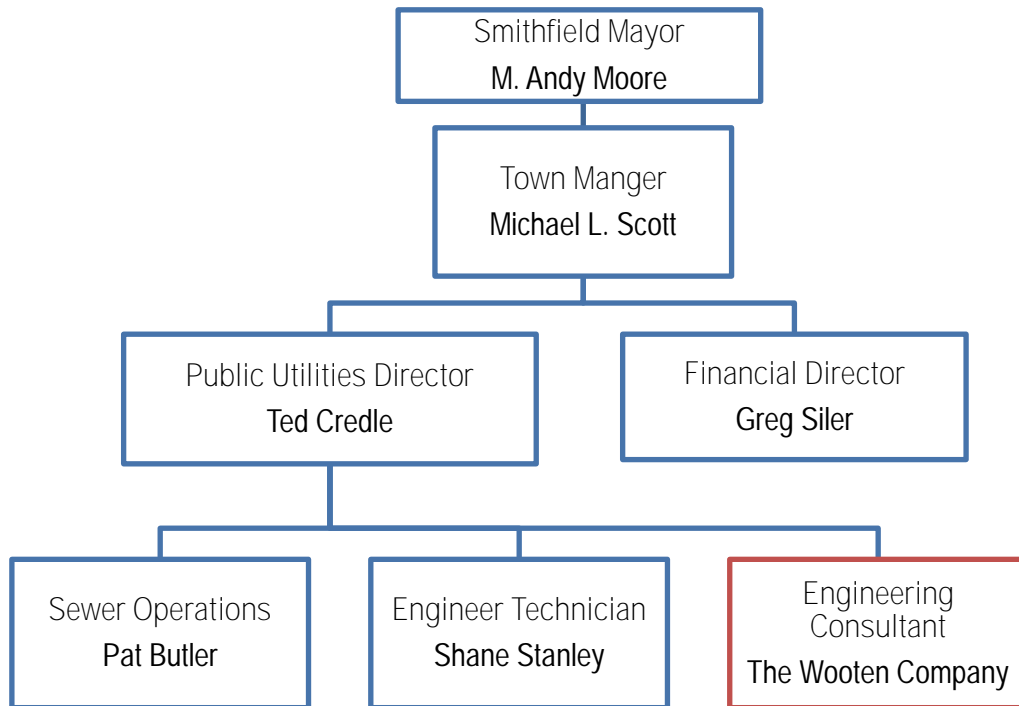 Smithfield Mayor
M. Andy Moore
Town Manger
Michael L. Scott
Public Utilities Director
Ted Credle
Financial Director
Greg Siler
Sewer Operations
Pat Butler
Engineer Technician
Shane Stanley
Engineering
Consultant
The Wooten Company